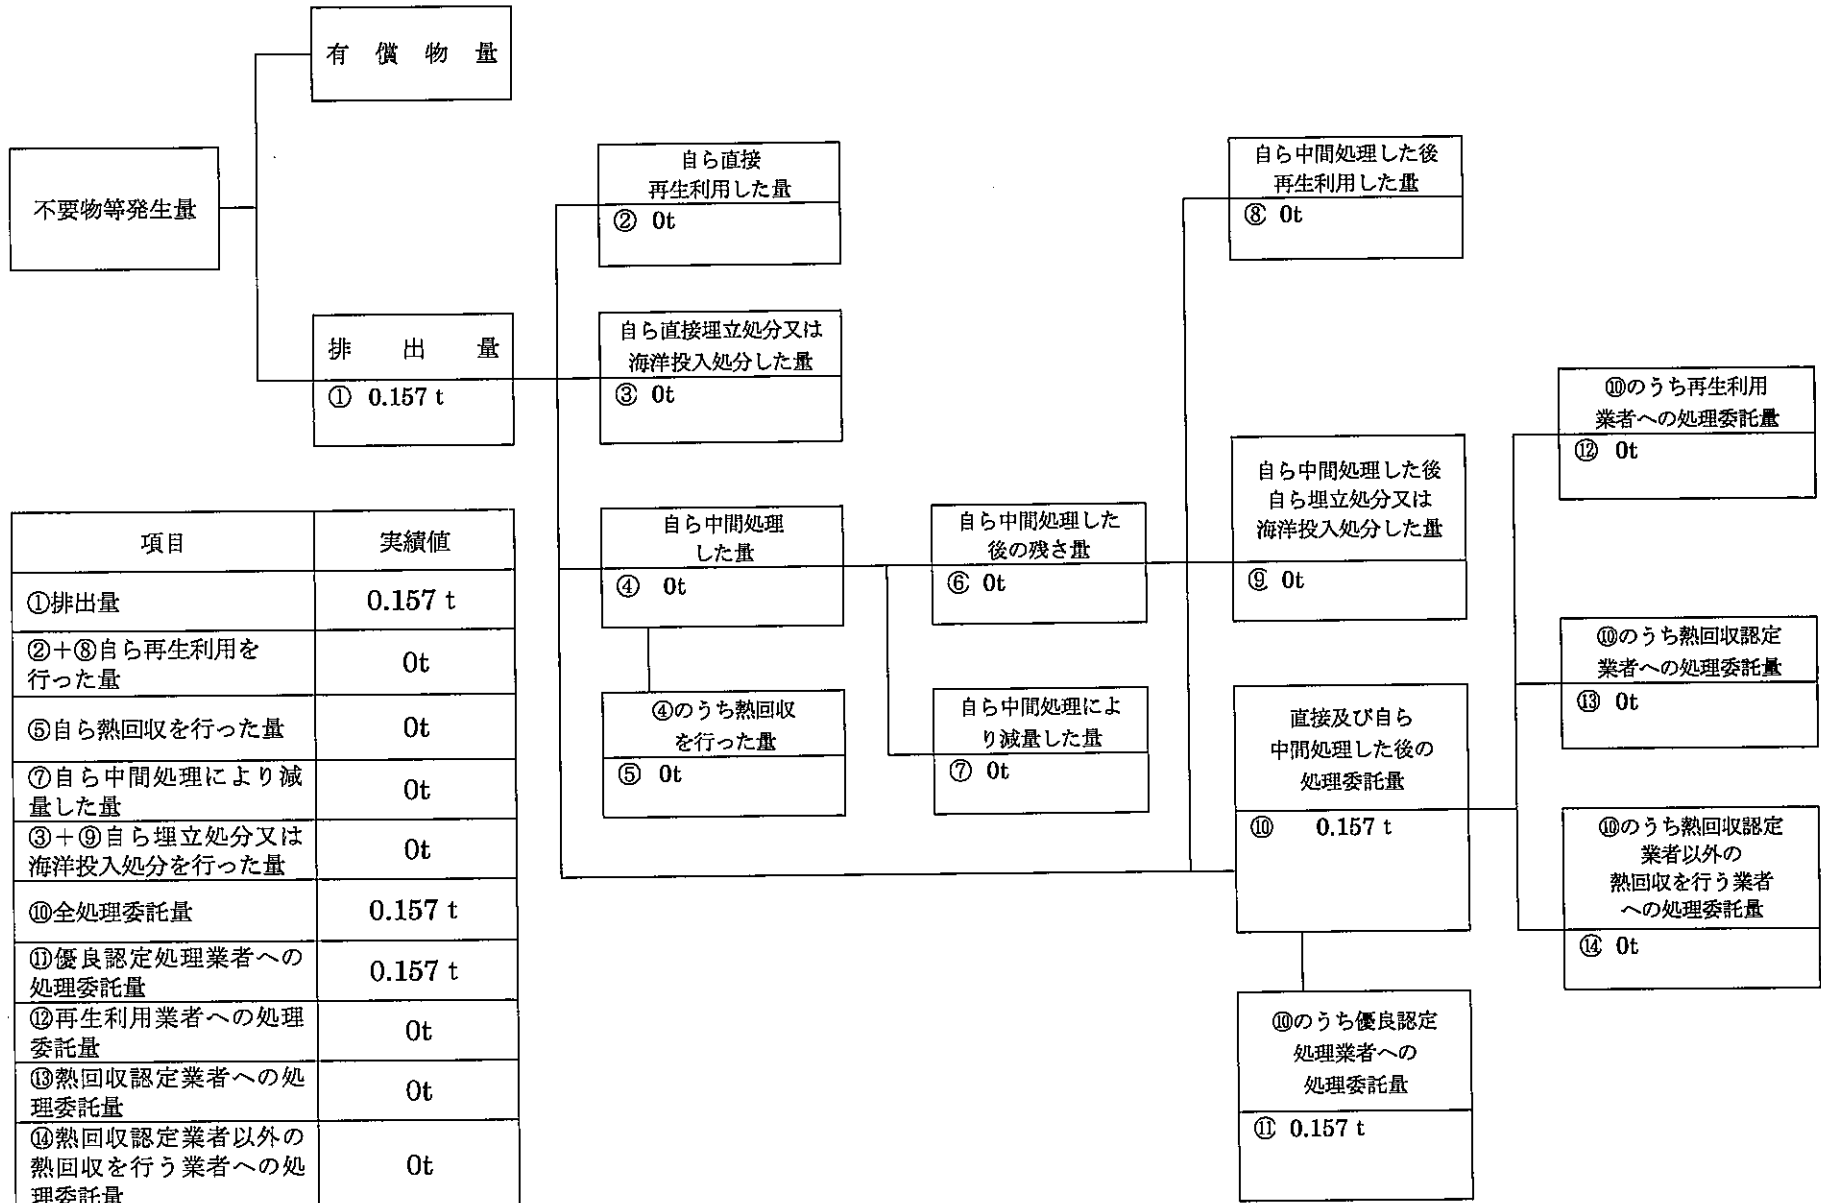 有 償 物 量
不要物等発生量
排 出 量
① 0.157 t
自ら直接
再生利用した量
② 0t
自ら直接埋立処分又は
海洋投入処分した量
③ 0t
自ら中間処理
した量
④ 0t
④のうち熱回収
を行った量
⑤ 0t
自ら中間処理した
後の残さ量
⑥ 0t
自ら中間処理によ
り減量した量
⑦ 0t
自ら中間処理した後
再生利用した量
⑧ 0t
自ら中間処理した後
自ら埋立処分又は
海洋投入処分した量
⑨ 0t
直接及び自ら
中間処理した後の
処理委託量
⑩ 0.157 t
⑩のうち優良認定
処理業者への
処理委託量
⑪ 0.157 t
⑩のうち再生利用
業者への処理委託量
⑫ 0t
⑩のうち熱回収認定
業者への処理委託量
⑬ 0t
⑩のうち熱回収認定
業者以外の
熱回収を行う業者
への処理委託量
⑭ 0t
項目 実績値
①排出量 0.157 t
②+⑧自ら再生利用を
行った量 0t
⑤自ら熱回収を行った量 0t
⑦自ら中間処理により減
量した量 0t
③+⑨自ら埋立処分又は
海洋投入処分を行った量 0t
⑩全処理委託量 0.157 t
⑪優良認定処理業者への
処理委託量 0.157 t
⑫再生利用業者への処理
委託量 0t
⑬熱回収認定業者への処
理委託量 0t
⑭熱回収認定業者以外の
熱回収を行う業者への処
理委託量 0t